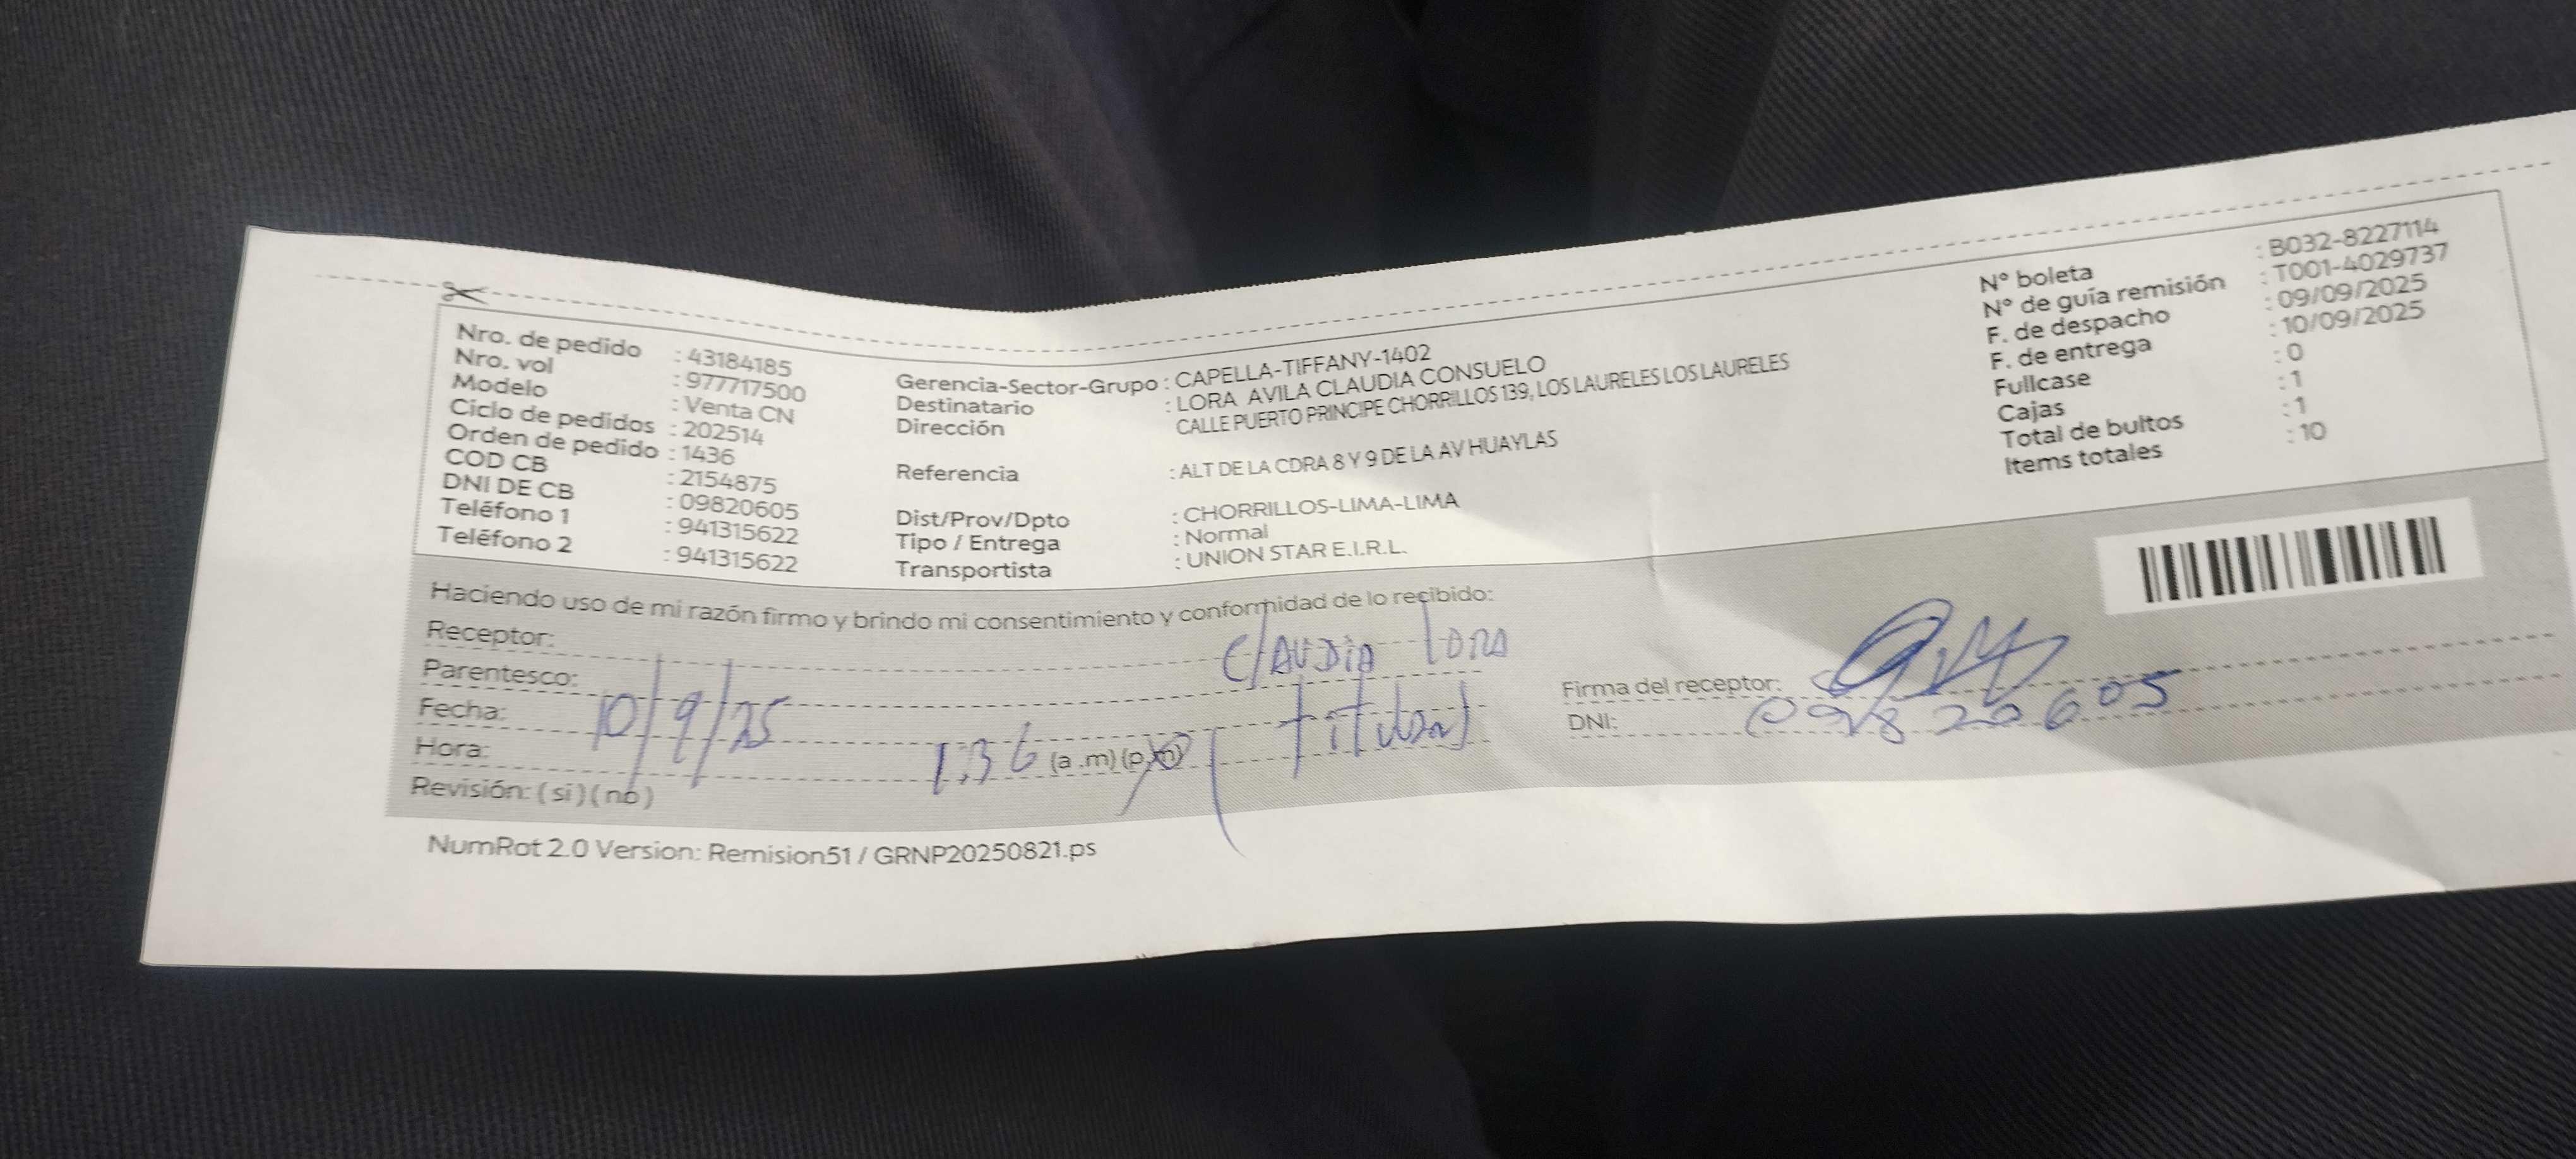 Nro. de pedido : 43184185
Nro. vol : 977717500
Modelo : Venta CN
Ciclo de pedidos : 202514
Orden de pedido : 1436
COD CB : 2154875
DNI DE CB : 09820605
Teléfono 1 : 941315622
Teléfono 2 : 941315622
Gerencia-Sector-Grupo : CAPELLA-TIFFANY-1402
Destinatario : LORA AVILA CLAUDIA CONSUELO
Dirección : CALLE PUERTO PRINCIPE CHORRILLOS 139, LOS LAURELES LOS LAURELES
Referencia : ALT DE LA CDRA 8 Y 9 DE LA AV HUAYLAS
Dist/Prov/Dpto : CHORRILLOS-LIMA-LIMA
Tipo / Entrega : Normal
Transportista : UNION STAR E.I.R.L.
N° boleta : B032-8227114
N° de guía remisión : T001-4029737
F. de despacho : 09/09/2025
F. de entrega : 10/09/2025
Fullcase : 0
Cajas : 1
Total de bultos : 1
Items totales : 10
Haciendo uso de mi razón firmo y brindo mi consentimiento y conformidad de lo recibido:
Receptor: CLAUDIA LORA
Parentesco: (titular)
Fecha: 10/9/25
Hora: 1:36 (a .m) (p.m)
Revisión: ( si ) ( no )
Firma del receptor:
DNI: 09820605
NumRot 2.0 Version: Remision51 / GRNP20250821.ps